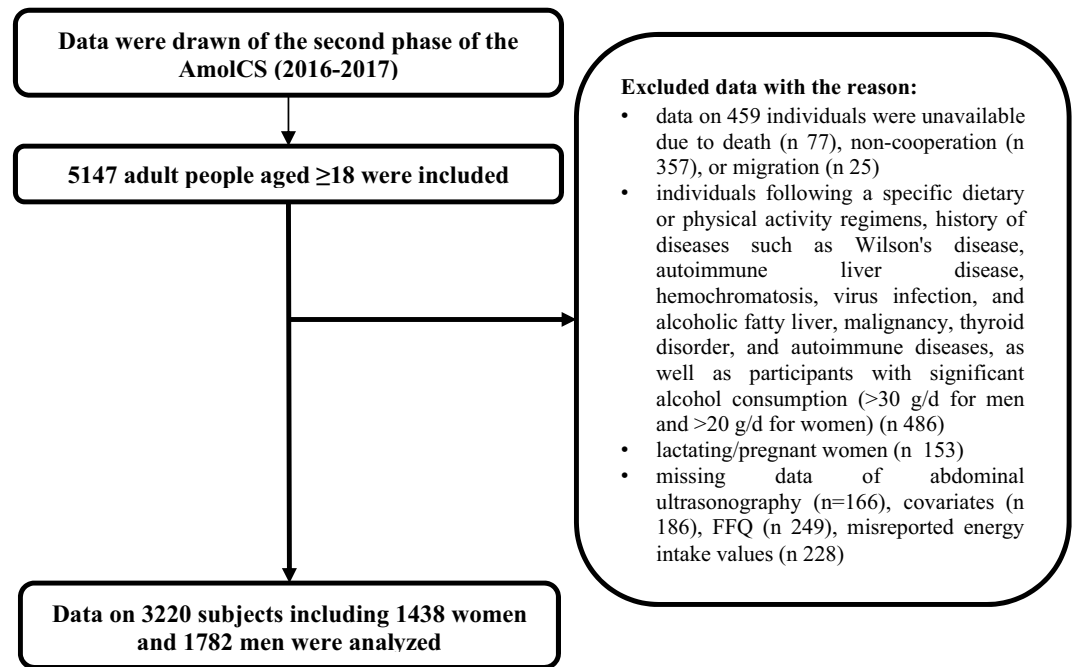 Data were drawn of the second phase of the
AmolCS (2016-2017)
5147 adult people aged ≥18 were included
Excluded data with the reason:
• data on 459 individuals were unavailable
due to death (n 77), non-cooperation (n
357), or migration (n 25)
• individuals following a specific dietary
or physical activity regimens, history of
diseases such as Wilson's disease,
autoimmune liver disease,
hemochromatosis, virus infection, and
alcoholic fatty liver, malignancy, thyroid
disorder, and autoimmune diseases, as
well as participants with significant
alcohol consumption (>30 g/d for men
and >20 g/d for women) (n 486)
• lactating/pregnant women (n 153)
• missing data of abdominal
ultrasonography (n=166), covariates (n
186), FFQ (n 249), misreported energy
intake values (n 228)
Data on 3220 subjects including 1438 women
and 1782 men were analyzed